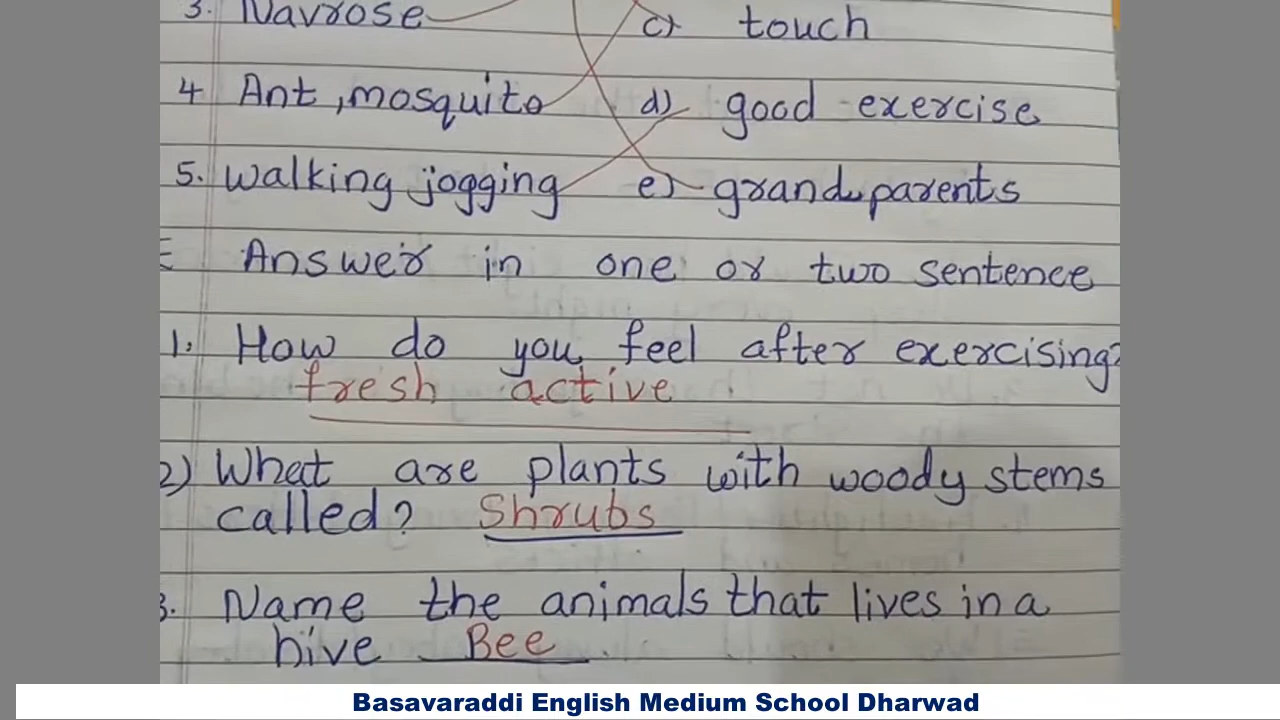 3. Navrose c) touch
4 Ant, mosquito d) good exercise
5. Walking jogging e) grand parents
E Answer in one or two sentence
1. How do you feel after exercising?
fresh active
2) What are plants with woody stems
called? Shrubs
3. Name the animals that lives in a
hive Bee
Basavaraddi English Medium School Dharwad